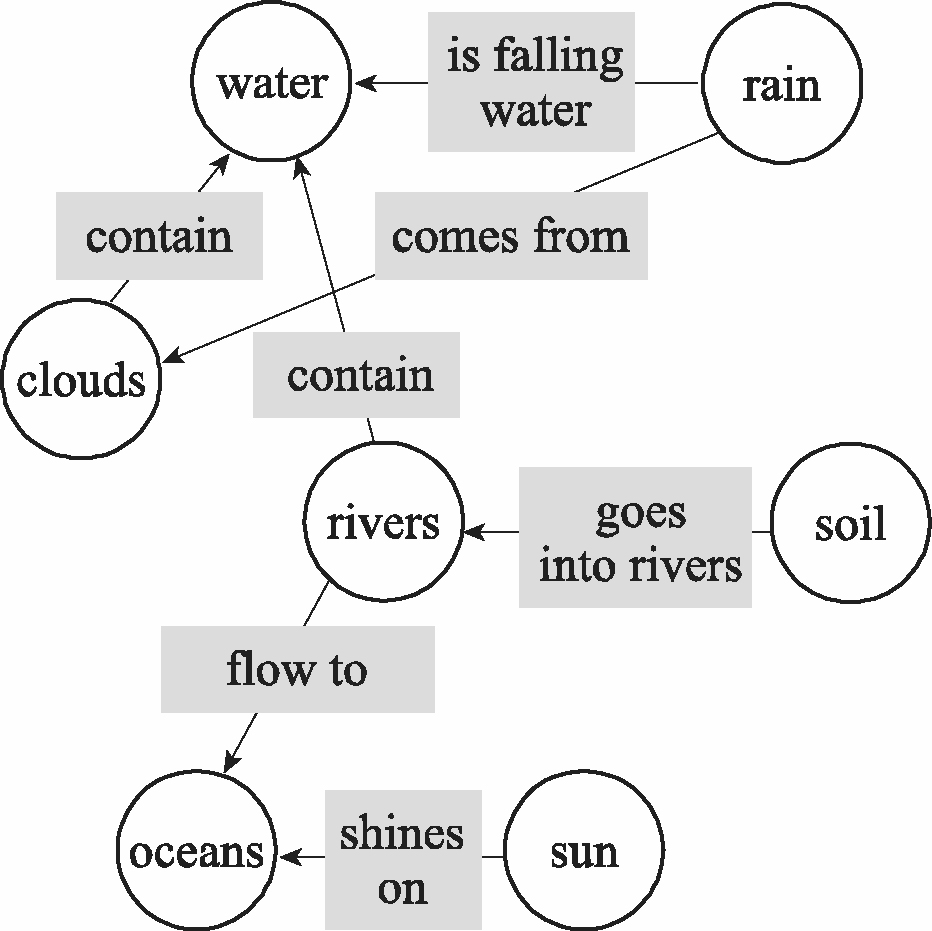 water
is falling
water
rain
contain
comes from
clouds
contain
rivers
goes
into rivers
soil
flow to
oceans
shines
on
sun